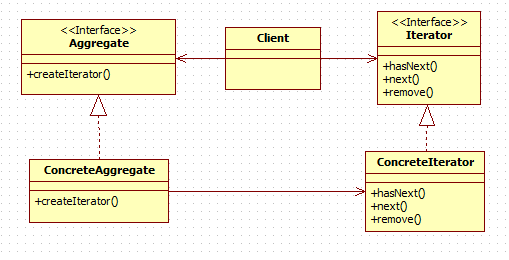 <<Interface>>
Aggregate
+createIterator()
Client
<<Interface>>
Iterator
+hasNext()
+next()
+remove()
ConcreteAggregate
+createIterator()
ConcreteIterator
+hasNext()
+next()
+remove()